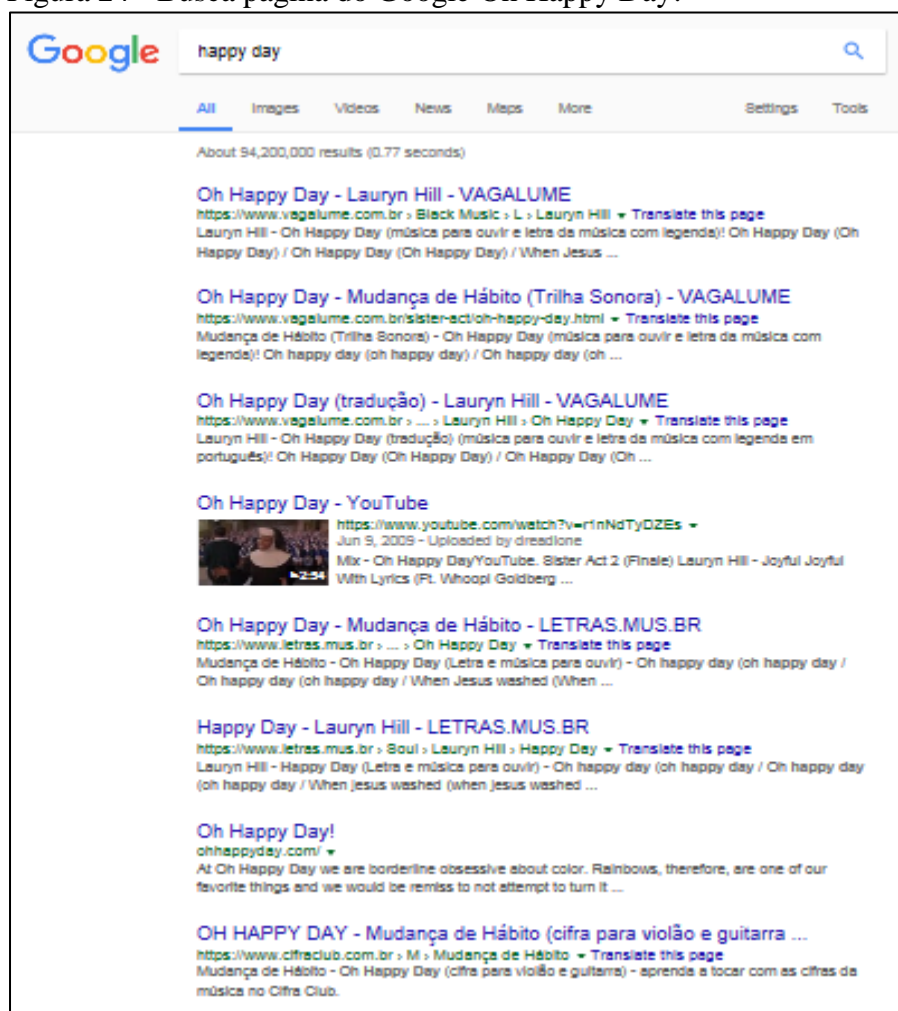 Figura 24 - Busca página do Google Oh Happy Day!
Google
happy day
All Images Videos News Maps More Settings Tools
About 94,200,000 results (0.77 seconds)
Oh Happy Day - Lauryn Hill - VAGALUME
https://www.vagalume.com.br › Black Music › L › Lauryn Hill ▾ Translate this page
Lauryn Hill - Oh Happy Day (música para ouvir e letra da música com legenda)! Oh Happy Day (Oh
Happy Day) / Oh Happy Day (Oh Happy Day) / When Jesus ...
Oh Happy Day - Mudança de Hábito (Trilha Sonora) - VAGALUME
https://www.vagalume.com.br/sister-act/oh-happy-day.html ▾ Translate this page
Mudança de Hábito (Trilha Sonora) - Oh Happy Day (música para ouvir e letra da música com
legenda)! Oh happy day (oh happy day) / Oh happy day (oh ...
Oh Happy Day (tradução) - Lauryn Hill - VAGALUME
https://www.vagalume.com.br › ... › Lauryn Hill › Oh Happy Day ▾ Translate this page
Lauryn Hill - Oh Happy Day (tradução) (música para ouvir e letra da música com legenda em
português)! Oh Happy Day (Oh Happy Day) / Oh Happy Day (Oh ...
Oh Happy Day - YouTube
https://www.youtube.com/watch?v=r1nNdTyDZEs ▾
Jun 9, 2009 - Uploaded by dreadlone
Mix - Oh Happy DayYouTube. Sister Act 2 (Finale) Lauryn Hill - Joyful Joyful
2:54
With Lyrics (Ft. Whoopi Goldberg ...
Oh Happy Day - Mudança de Hábito - LETRAS.MUS.BR
https://www.letras.mus.br › ... › Oh Happy Day ▾ Translate this page
Mudança de Hábito - Oh Happy Day (Letra e música para ouvir) - Oh happy day (oh happy day /
Oh happy day (oh happy day / When Jesus washed (When ...
Happy Day - Lauryn Hill - LETRAS.MUS.BR
https://www.letras.mus.br › Soul › Lauryn Hill › Happy Day ▾ Translate this page
Lauryn Hill - Happy Day (Letra e música para ouvir) - Oh happy day (oh happy day / Oh happy day
(oh happy day / When jesus washed (when jesus washed ...
Oh Happy Day!
ohhappyday.com/ ▾
At Oh Happy Day we are borderline obsessive about color. Rainbows, therefore, are one of our
favorite things and we would be remiss to not attempt to turn it ...
OH HAPPY DAY - Mudança de Hábito (cifra para violão e guitarra ...
https://www.cifraclub.com.br › M › Mudança de Hábito ▾ Translate this page
Mudança de Hábito - Oh Happy Day (cifra para violão e guitarra) - aprenda a tocar com as cifras da
música no Cifra Club.